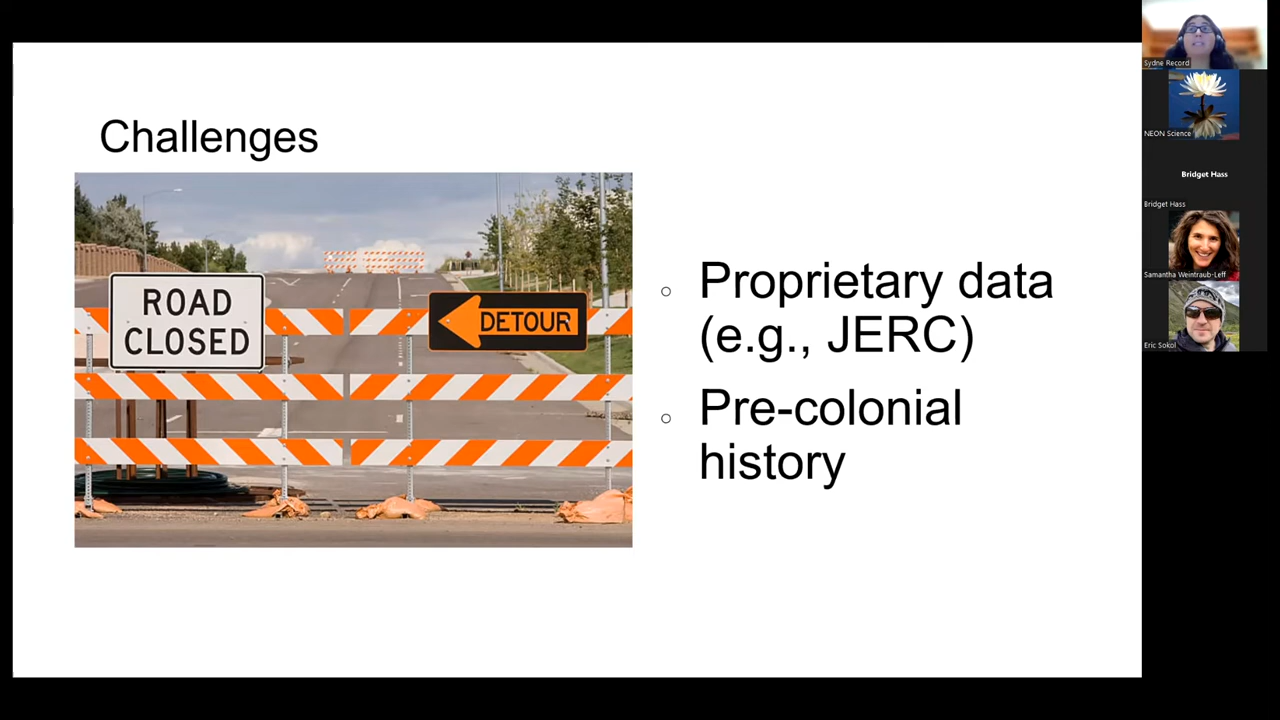 Challenges
ROAD
CLOSED
DETOUR
Proprietary data
(e.g., JERC)
Pre-colonial
history
Sydne Record
NEON Science
Bridget Hass
Bridget Hass
Samantha Weintraub-Leff
Eric Sokol